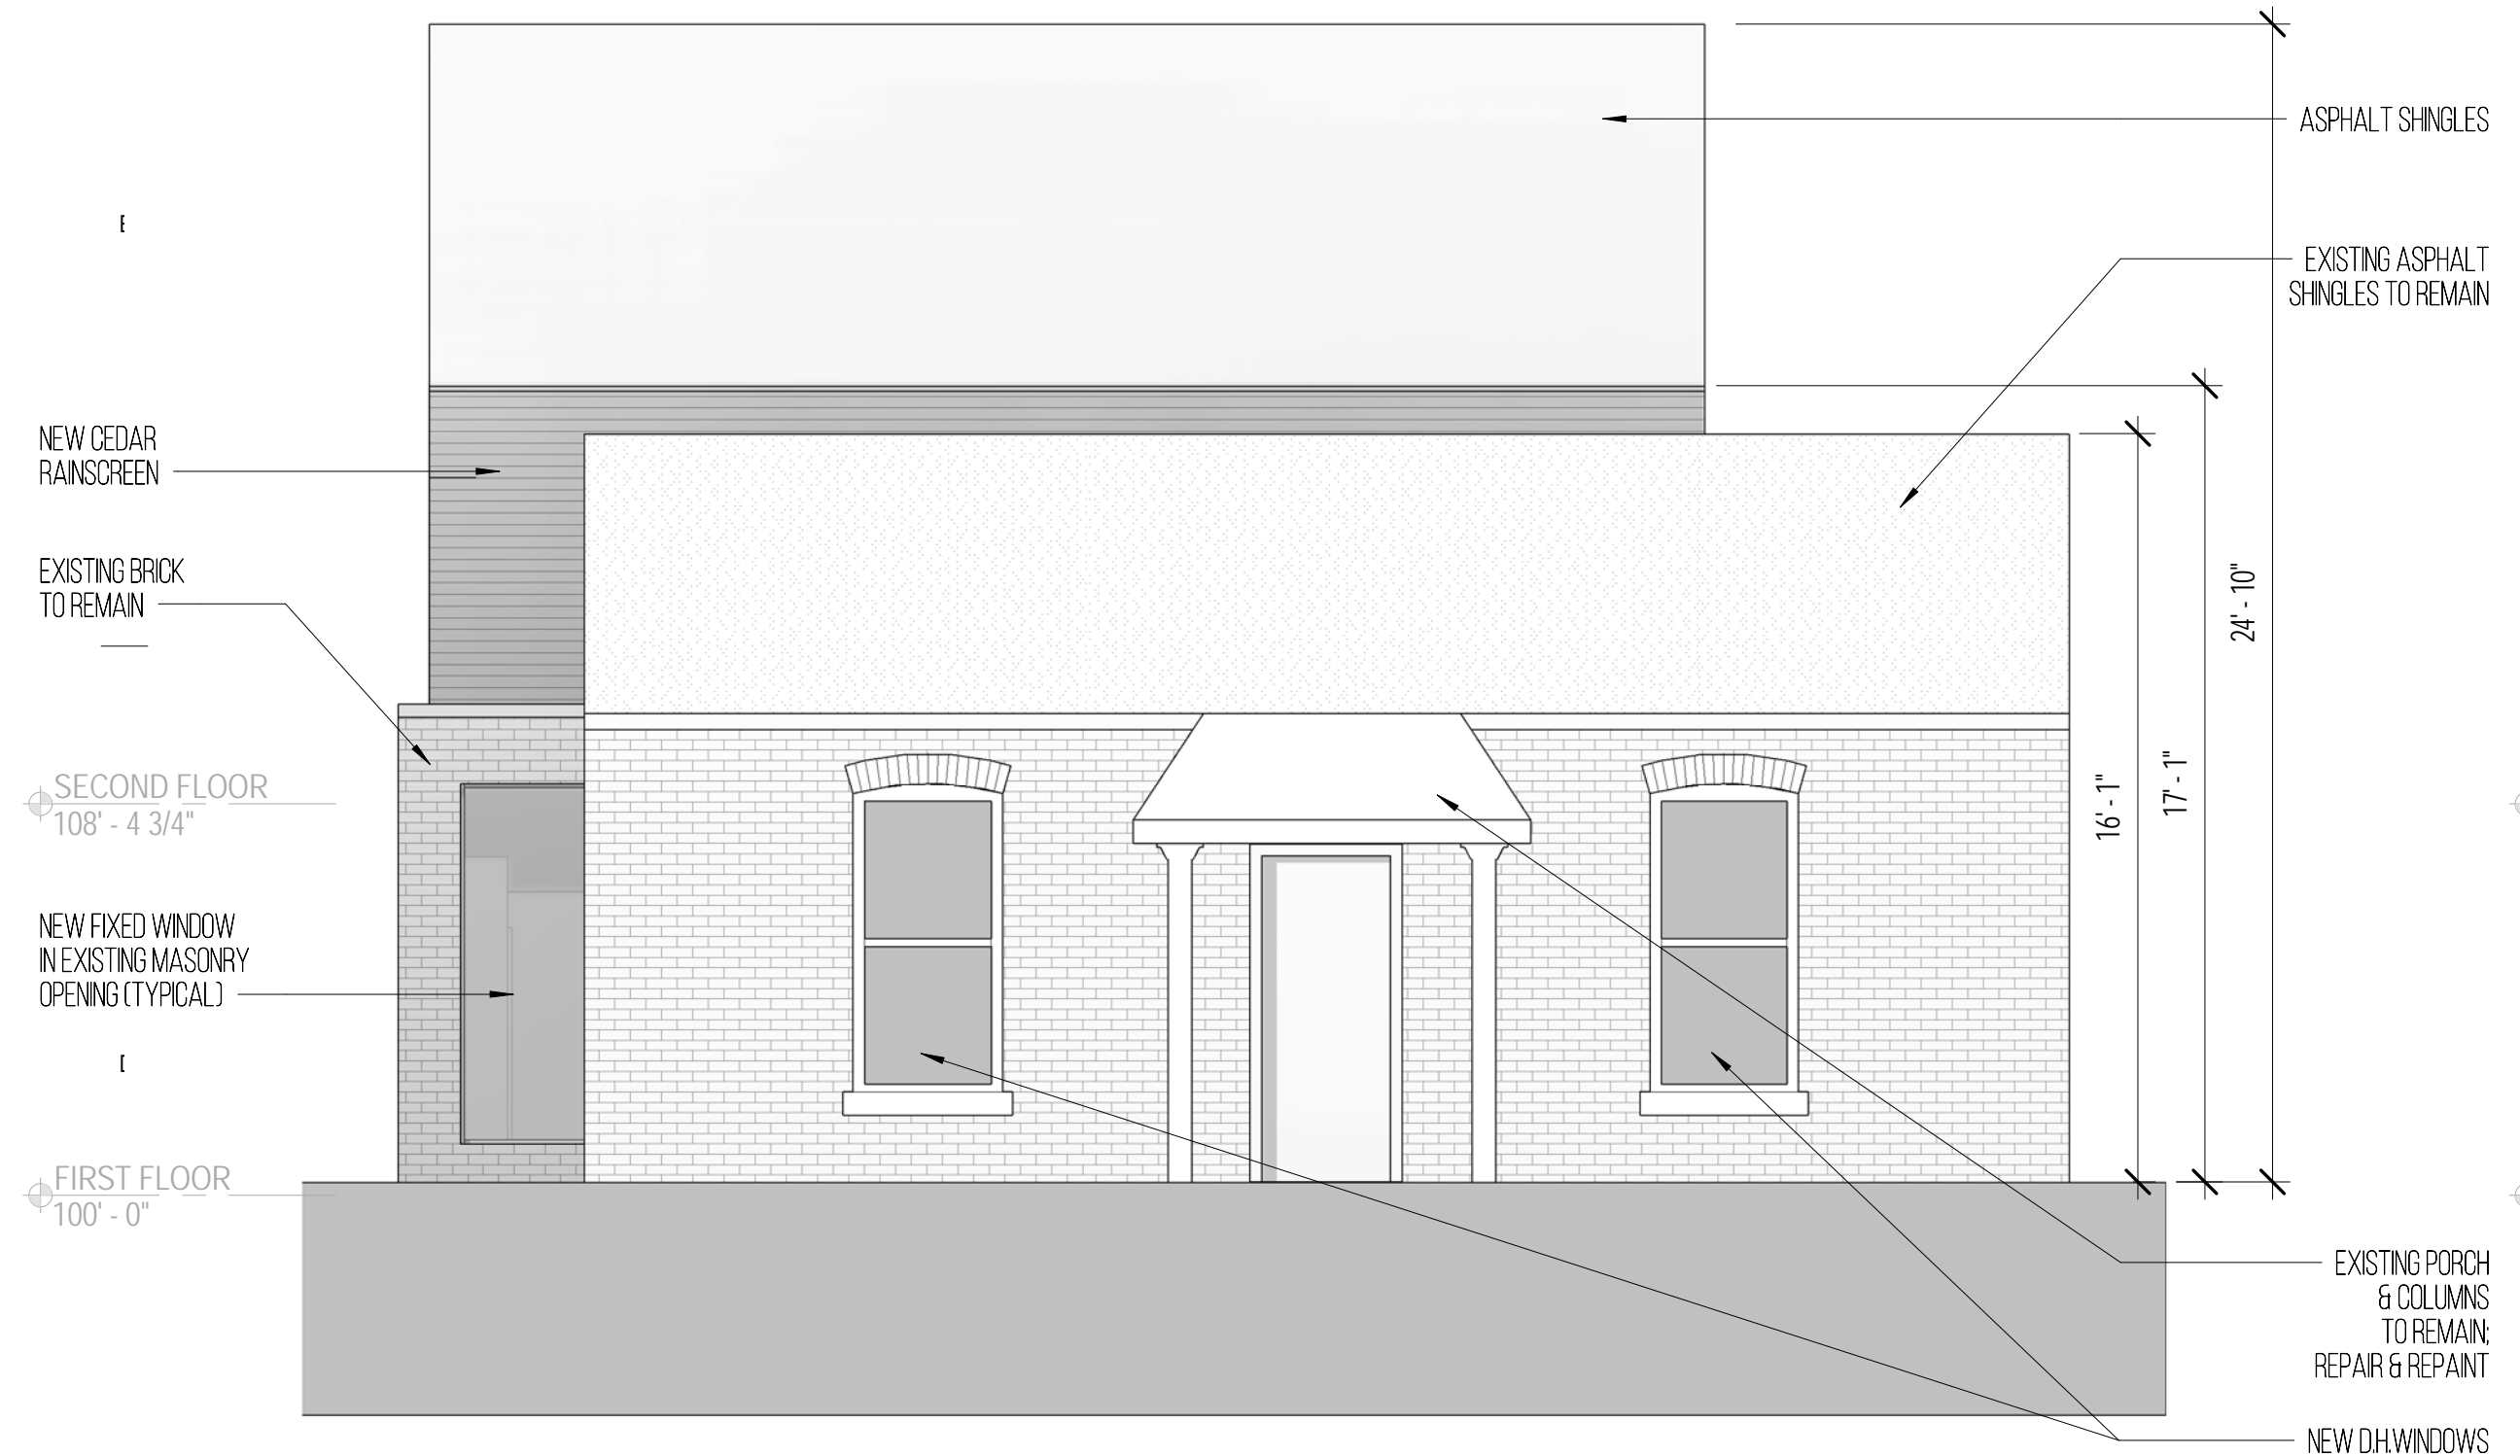 ASPHALT SHINGLES
EXISTING ASPHALT
SHINGLES TO REMAIN
NEW CEDAR
RAINSCREEN
EXISTING BRICK
TO REMAIN
24' - 10"
17' - 1"
16' - 1"
SECOND FLOOR
108' - 4 3/4"
NEW FIXED WINDOW
IN EXISTING MASONRY
OPENING (TYPICAL)
FIRST FLOOR
100' - 0"
EXISTING PORCH
& COLUMNS
TO REMAIN;
REPAIR & REPAINT
NEW D.H.WINDOWS